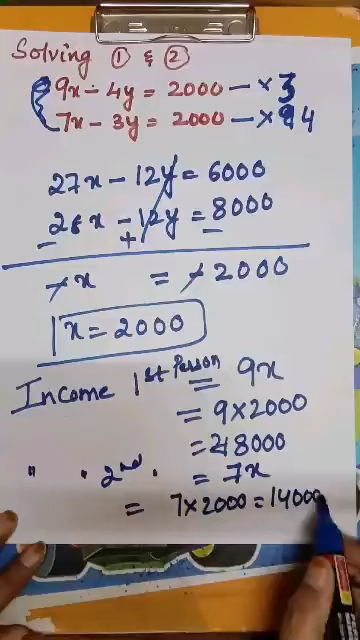 Solving ① & ②
9x - 4y = 2000 — × 3
7x - 3y = 2000 — × 4
27x - 12y = 6000
28x - 12y = 8000
- + -
-x = -2000
x = 2000
Income 1st Person = 9x
= 9×2000
= 18000
" " 2nd " = 7x
= 7×2000 = 14000